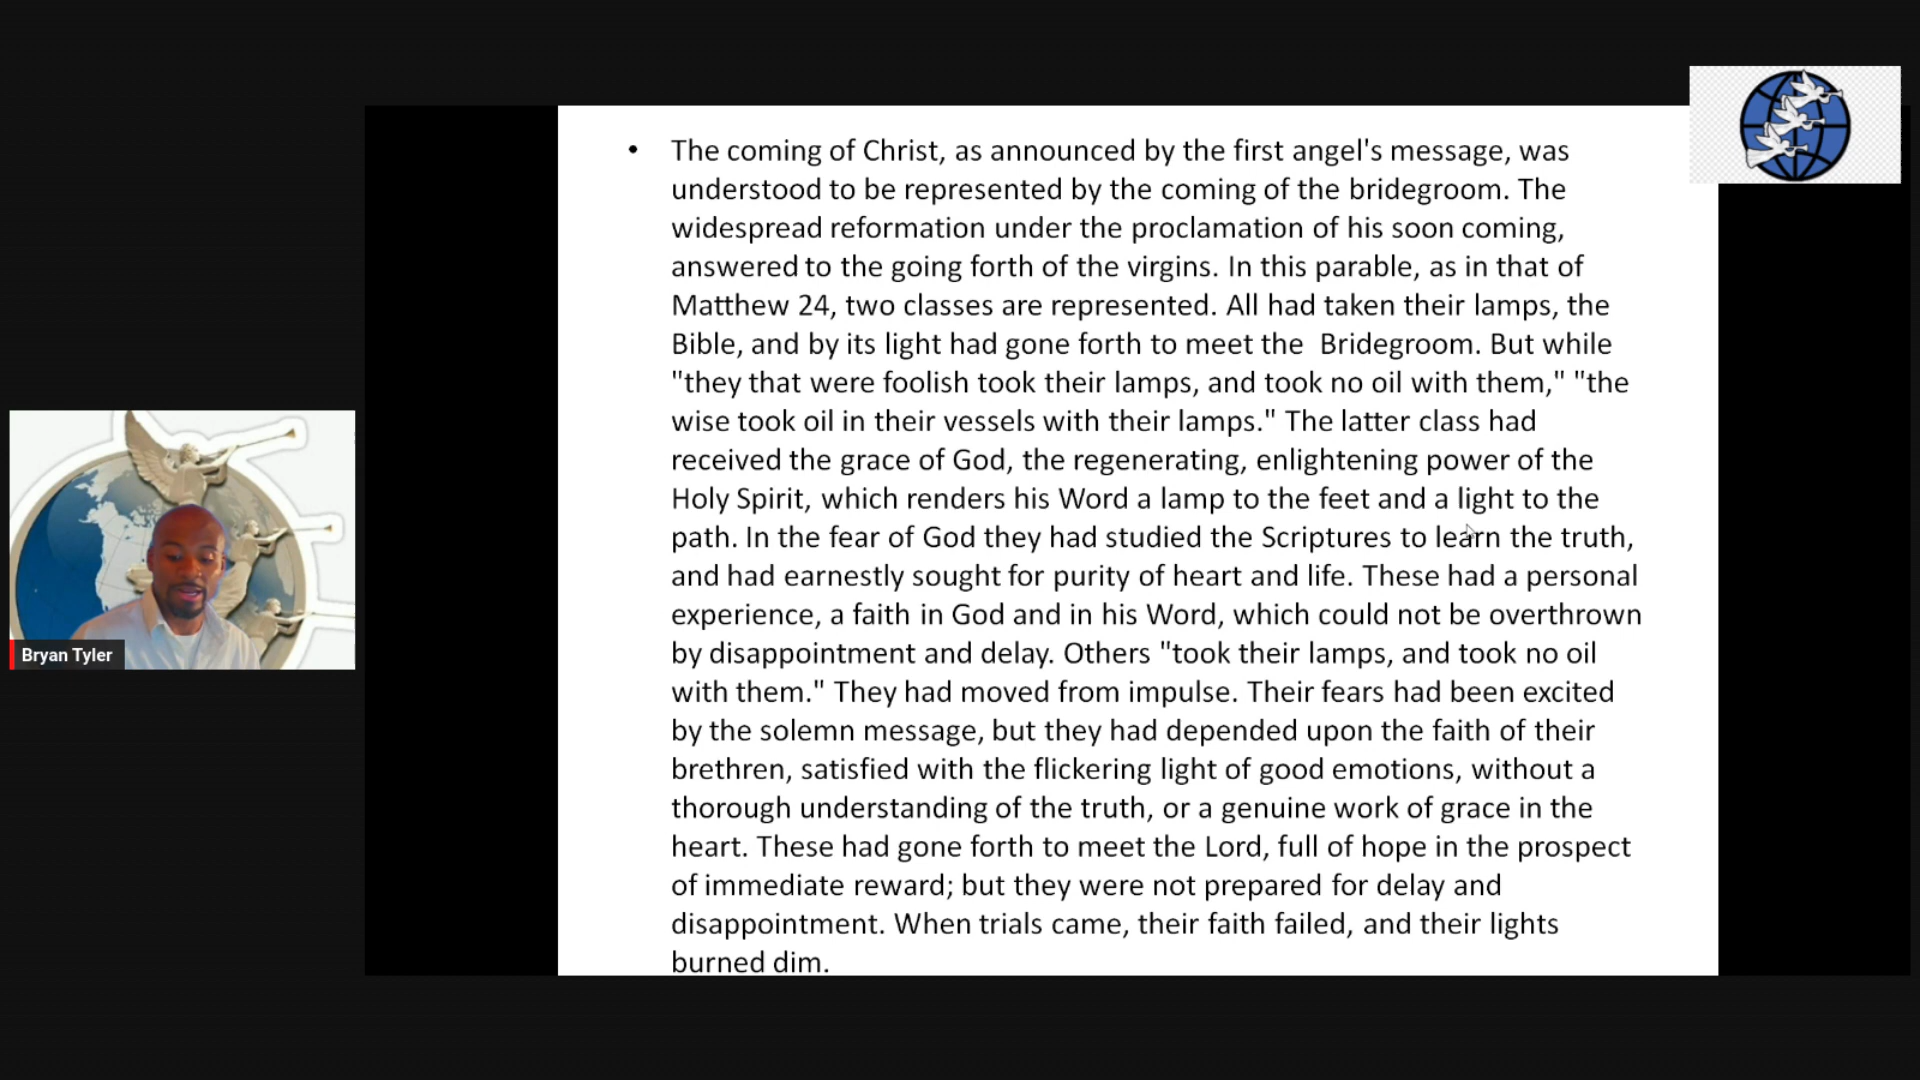 • The coming of Christ, as announced by the first angel's message, was
understood to be represented by the coming of the bridegroom. The
widespread reformation under the proclamation of his soon coming,
answered to the going forth of the virgins. In this parable, as in that of
Matthew 24, two classes are represented. All had taken their lamps, the
Bible, and by its light had gone forth to meet the  Bridegroom. But while
"they that were foolish took their lamps, and took no oil with them," "the
wise took oil in their vessels with their lamps." The latter class had
received the grace of God, the regenerating, enlightening power of the
Holy Spirit, which renders his Word a lamp to the feet and a light to the
path. In the fear of God they had studied the Scriptures to learn the truth,
and had earnestly sought for purity of heart and life. These had a personal
experience, a faith in God and in his Word, which could not be overthrown
by disappointment and delay. Others "took their lamps, and took no oil
with them." They had moved from impulse. Their fears had been excited
by the solemn message, but they had depended upon the faith of their
brethren, satisfied with the flickering light of good emotions, without a
thorough understanding of the truth, or a genuine work of grace in the
heart. These had gone forth to meet the Lord, full of hope in the prospect
of immediate reward; but they were not prepared for delay and
disappointment. When trials came, their faith failed, and their lights
burned dim.
Bryan Tyler